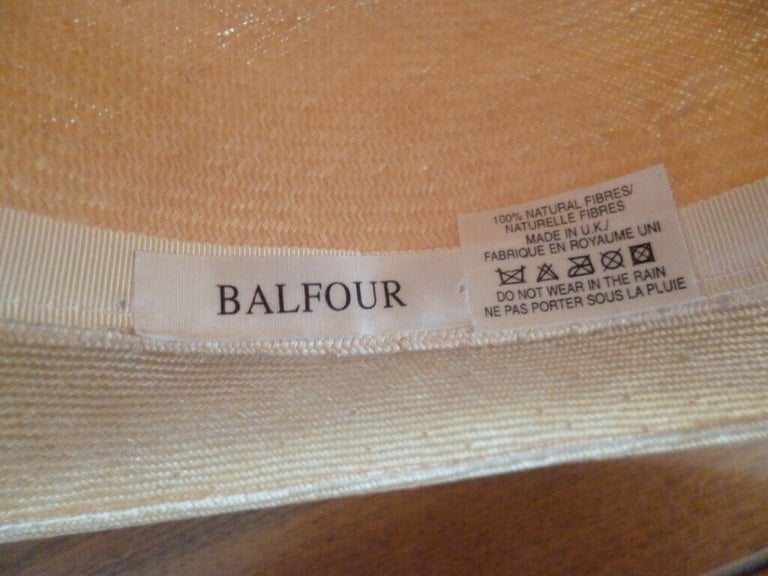 BALFOUR
100% NATURAL FIBRES/
NATURELLE FIBRES
MADE IN U.K./
FABRIQUE EN ROYAUME UNI
DO NOT WEAR IN THE RAIN
NE PAS PORTER SOUS LA PLUIE